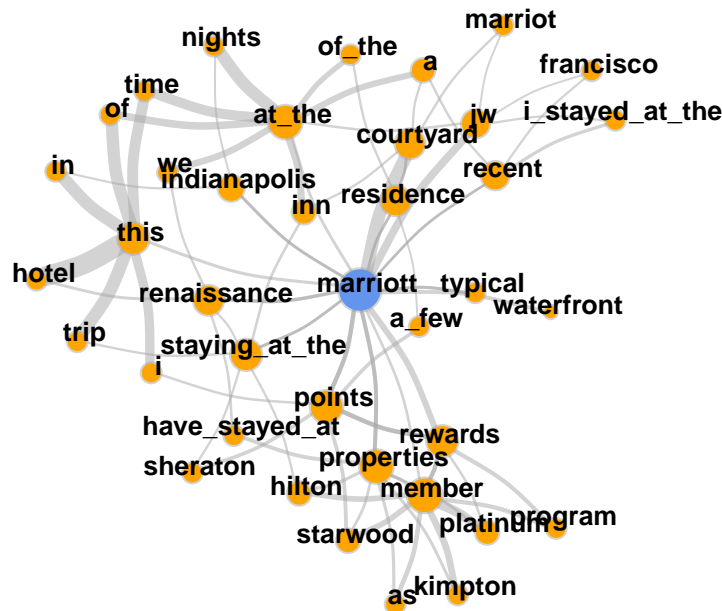 marriot
nights
of_the
a
francisco
time
of
at_the
jw
i_stayed_at_the
courtyard
in
we
indianapolis
recent
residence
inn
this
hotel
renaissance
marriott
typical
waterfront
a_few
trip
staying_at_the
i
points
have_stayed_at
rewards
sheraton
properties
hilton
member
starwood
platinum
program
as
kimpton